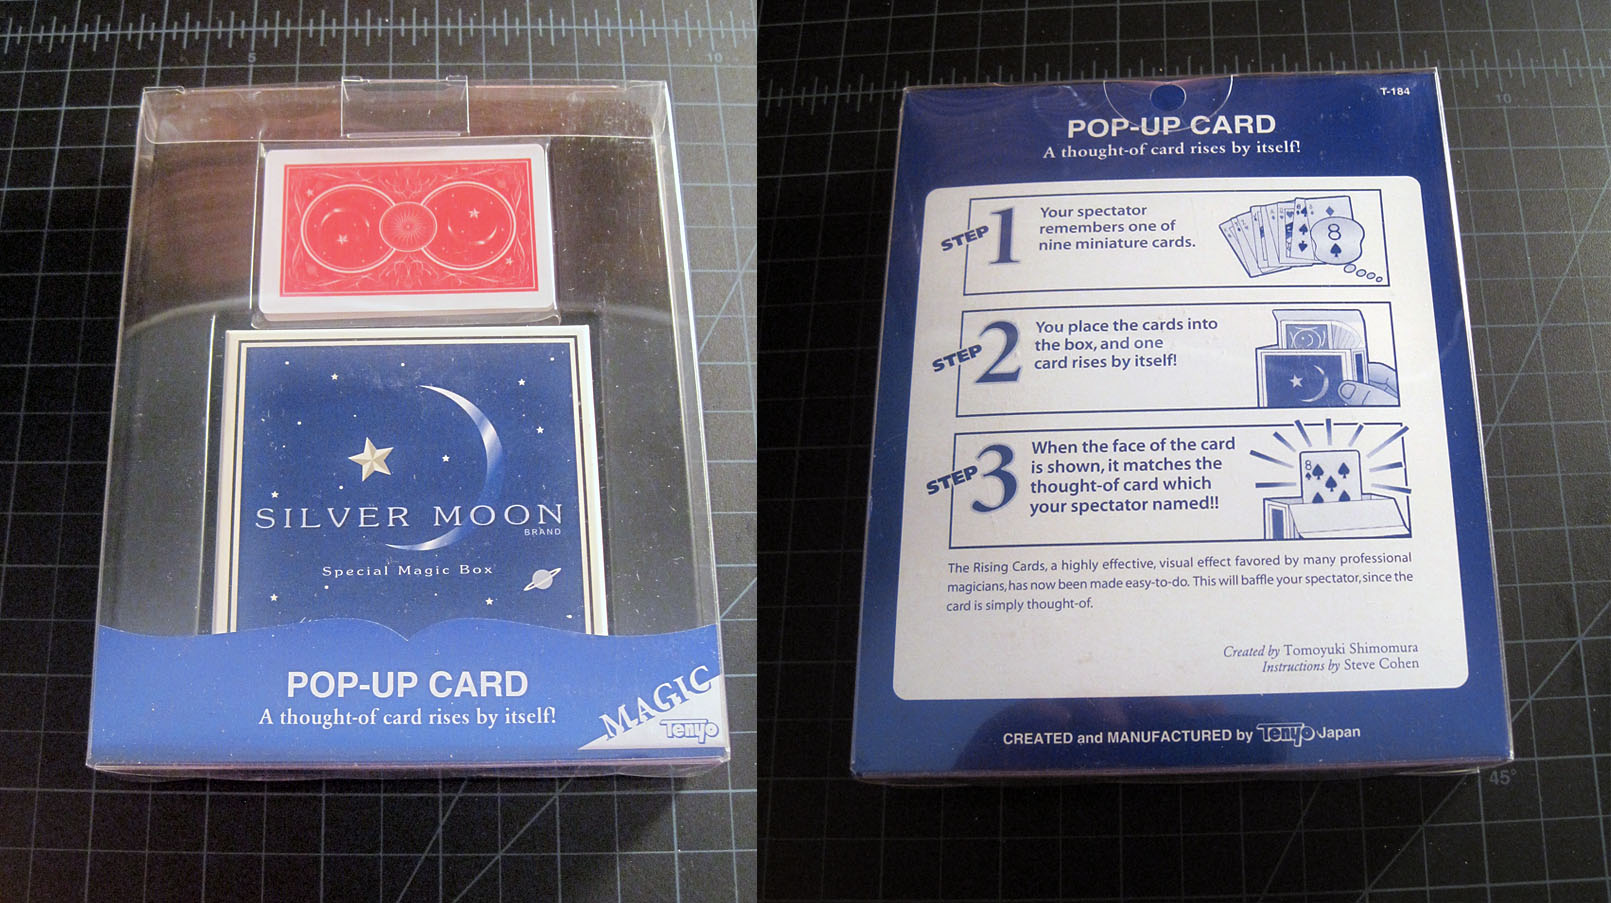 5
10
SILVER MOON
BRAND
Special Magic Box
POP-UP CARD
A thought-of card rises by itself!
MAGIC
Tenyo
10
T-184
POP-UP CARD
A thought-of card rises by itself!
STEP 1
Your spectator
remembers one of
nine miniature cards.
8
STEP 2
You place the cards into
the box, and one
card rises by itself!
STEP 3
When the face of the card
is shown, it matches the
thought-of card which
your spectator named!!
8
The Rising Cards, a highly effective, visual effect favored by many professional
magicians, has now been made easy-to-do. This will baffle your spectator, since the
card is simply thought-of.
Created by Tomoyuki Shimomura
Instructions by Steve Cohen
CREATED and MANUFACTURED by Tenyo Japan
45°